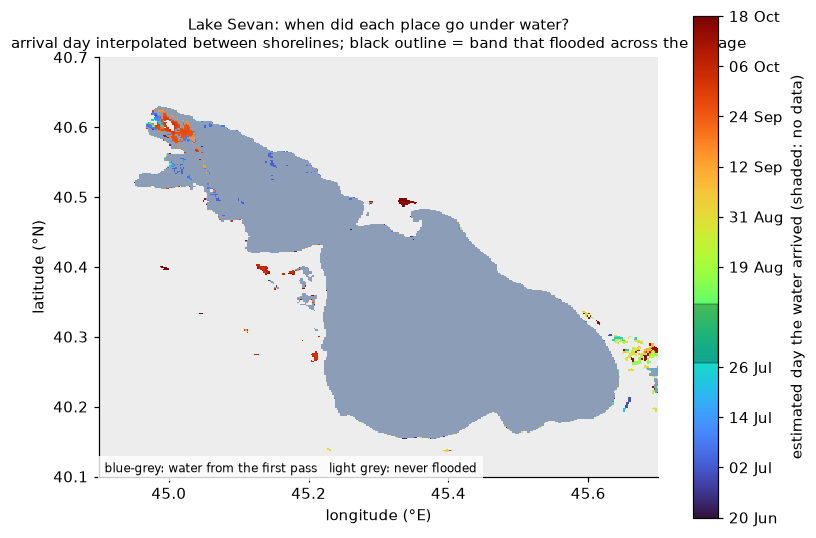 Lake Sevan: when did each place go under water?
arrival day interpolated between shorelines; black outline = band that flooded across the age
40.7
40.6
40.5
40.4
40.3
40.2
40.1
latitude (°N)
45.0
45.2
45.4
45.6
longitude (°E)
blue-grey: water from the first pass light grey: never flooded
18 Oct
06 Oct
24 Sep
12 Sep
31 Aug
19 Aug
26 Jul
14 Jul
02 Jul
20 Jun
estimated day the water arrived (shaded: no data)